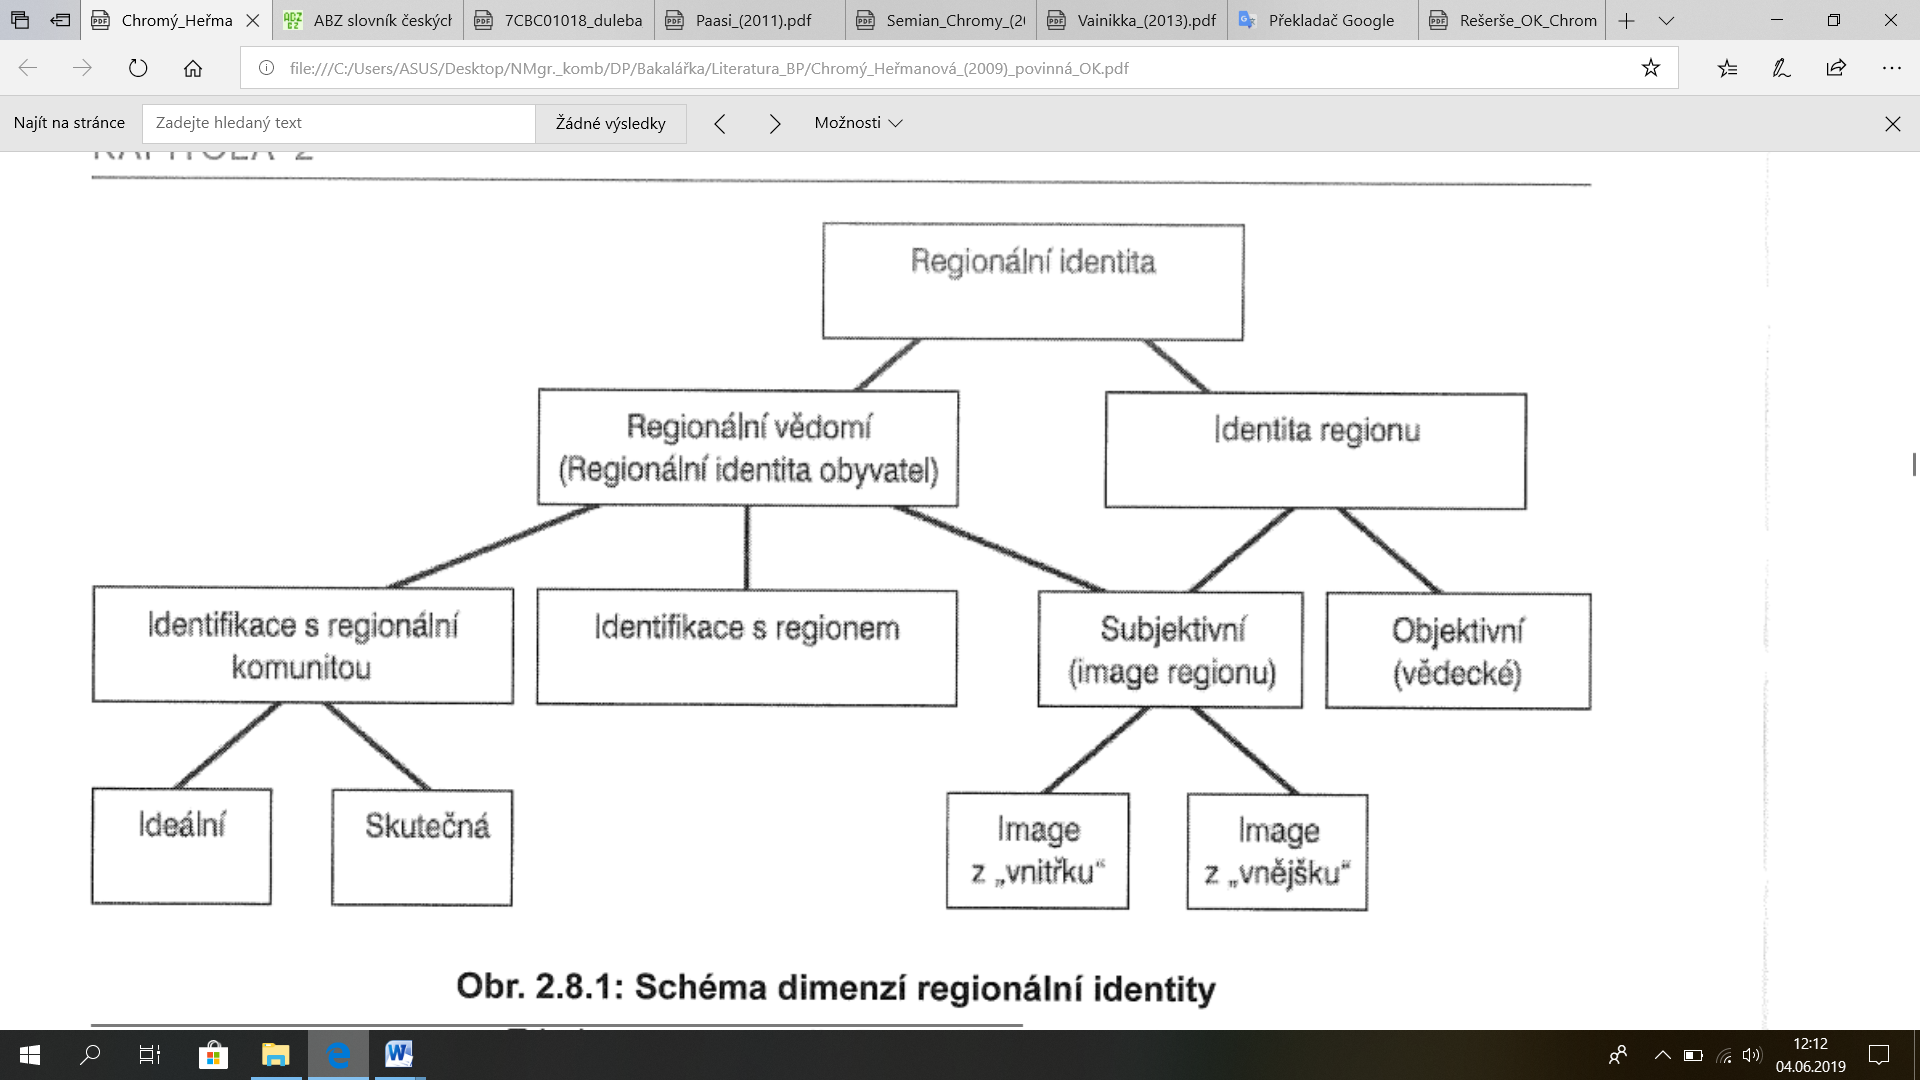 Chromý_Heřma
ABZ slovník českých
7CBC01018_duleba
Paasi_(2011).pdf
Semian_Chromy_(20
Vainikka_(2013).pdf
Překladač Google
Rešerše_OK_Chrom
file:///C:/Users/ASUS/Desktop/NMgr._komb/DP/Bakalářka/Literatura_BP/Chromý_Heřmanová_(2009)_povinná_OK.pdf
Najít na stránce
Zadejte hledaný text
Žádné výsledky
Možnosti
KAPITOLA 2
Regionální identita
Regionální vědomí
(Regionální identita obyvatel)
Identita regionu
Identifikace s regionální
komunitou
Identifikace s regionem
Subjektivní
(image regionu)
Objektivní
(vědecké)
Ideální
Skutečná
Image
z „vnitřku“
Image
z „vnějšku“
Obr. 2.8.1: Schéma dimenzí regionální identity
12:12
04.06.2019